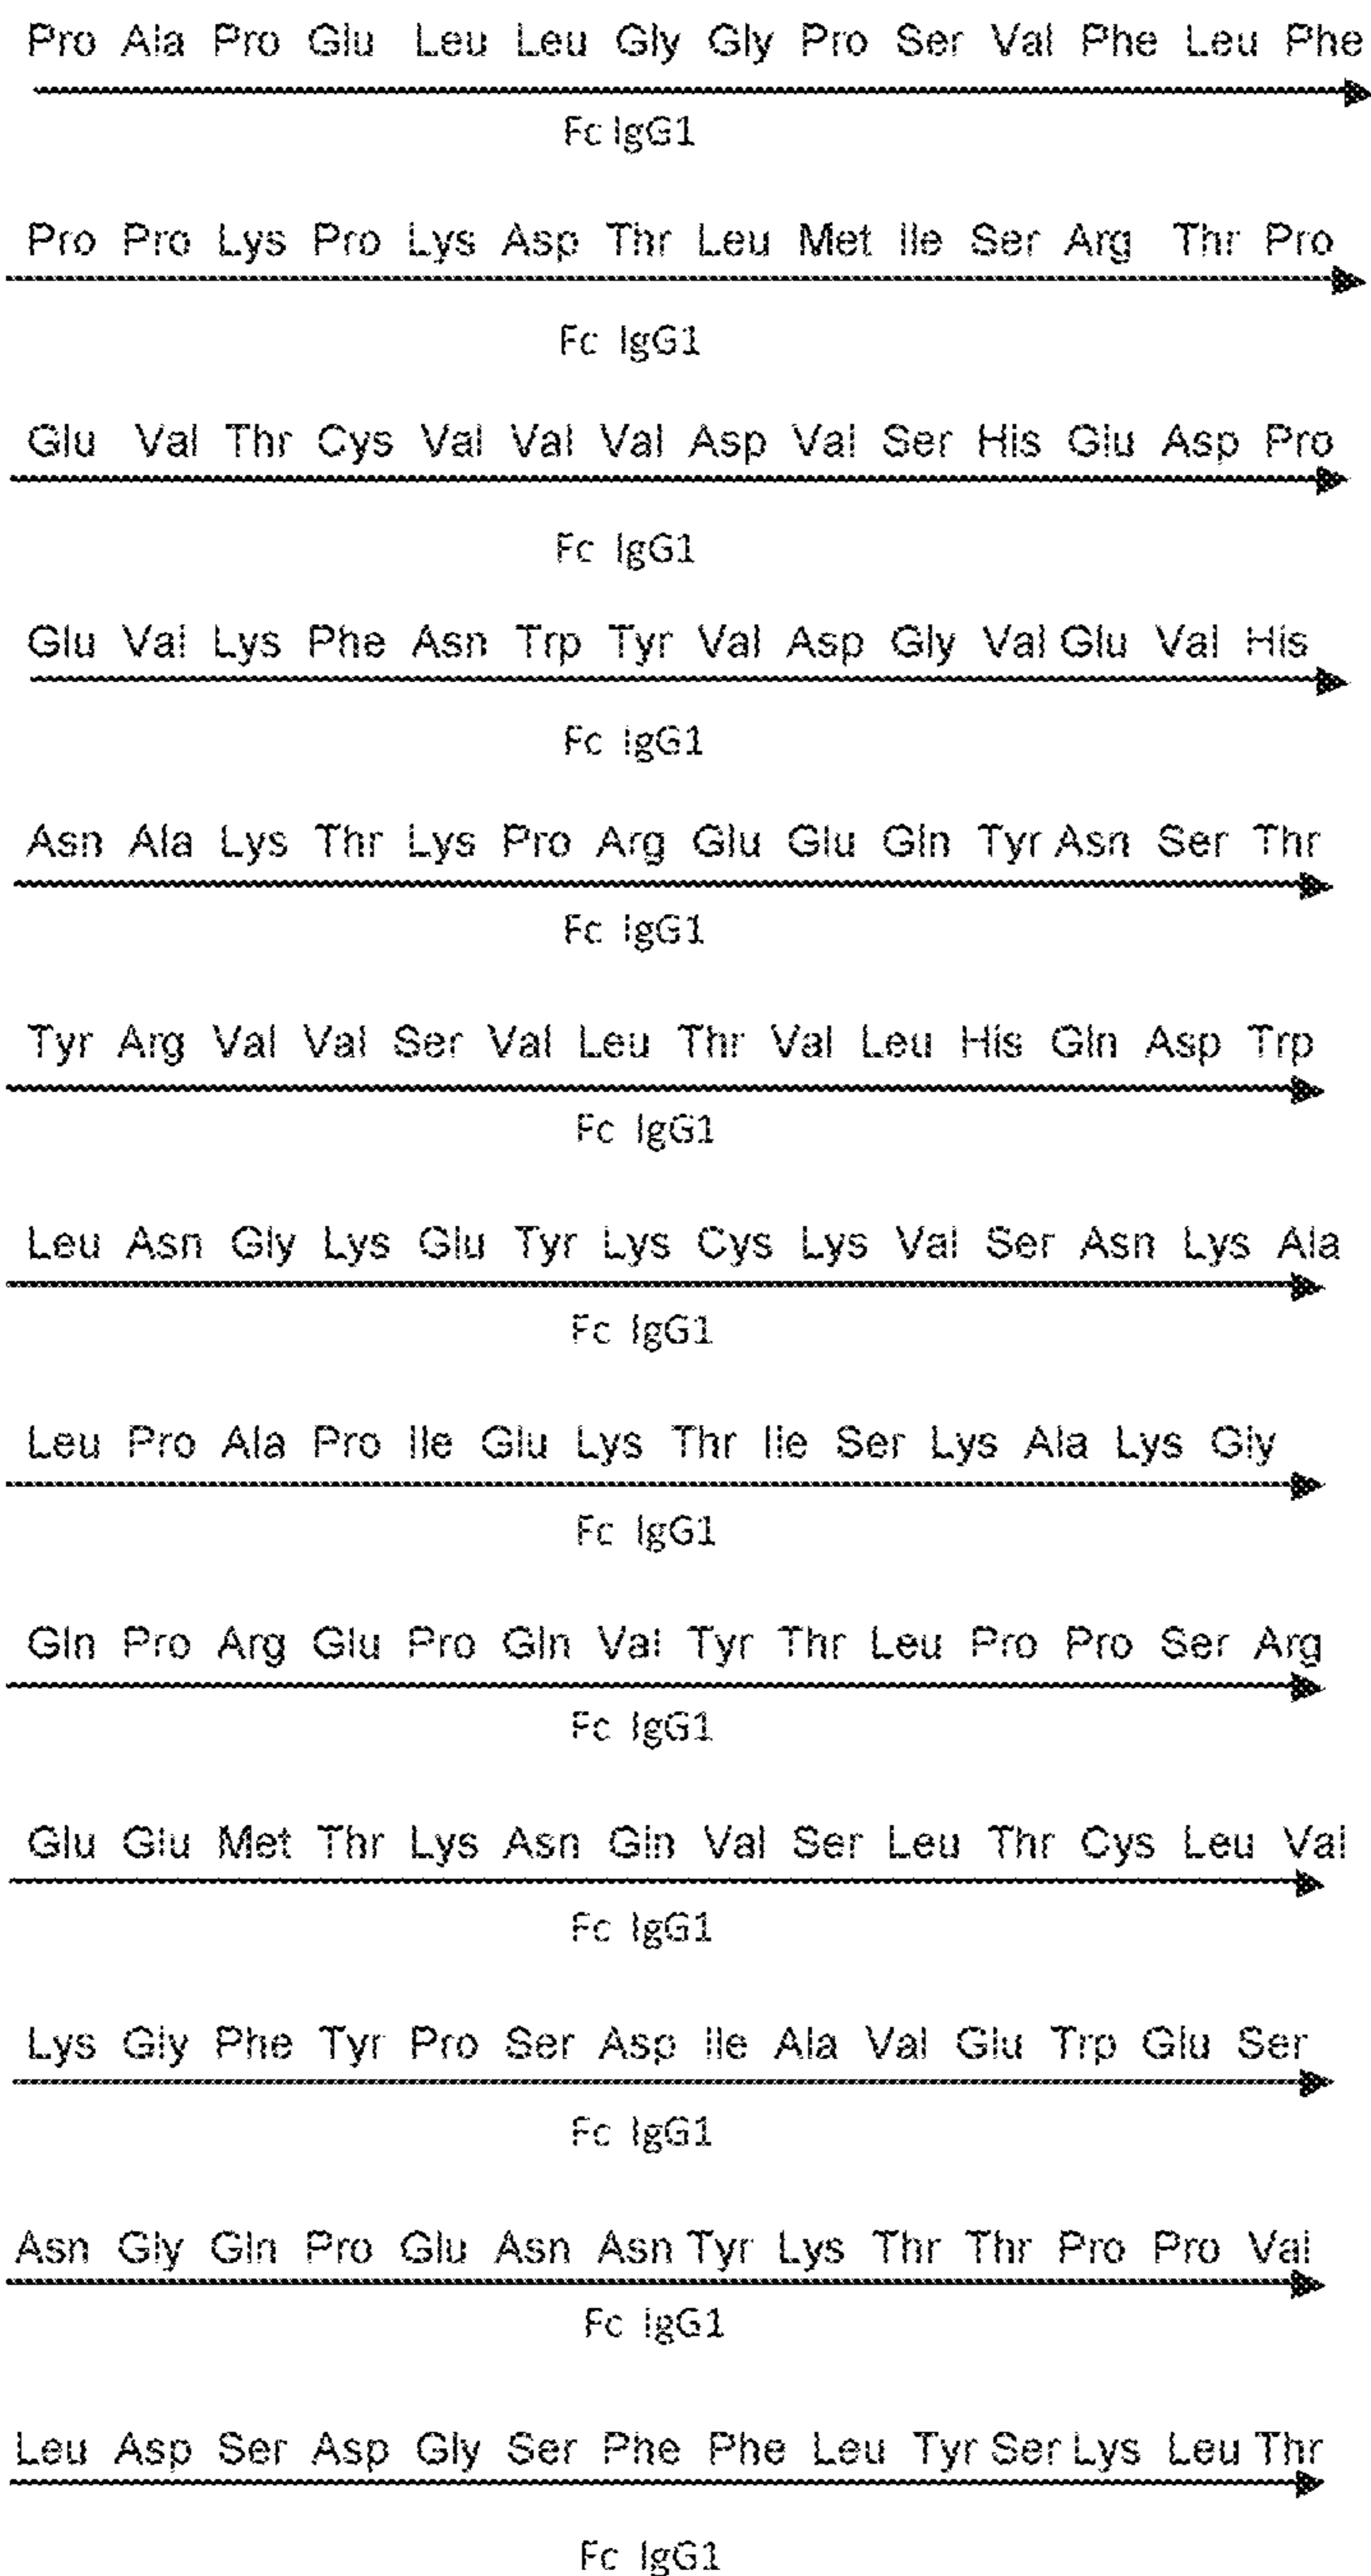 Pro Ala Pro Glu Leu Leu Gly Gly Pro Ser Val Phe Leu Phe
Fc IgG1
Pro Pro Lys Pro Lys Asp Thr Leu Met Ile Ser Arg Thr Pro
Fc IgG1
Glu Val Thr Cys Val Val Val Asp Val Ser His Glu Asp Pro
Fc IgG1
Glu Val Lys Phe Asn Trp Tyr Val Asp Gly Val Glu Val His
Fc IgG1
Asn Ala Lys Thr Lys Pro Arg Glu Glu Gln Tyr Asn Ser Thr
Fc IgG1
Tyr Arg Val Val Ser Val Leu Thr Val Leu His Gln Asp Trp
Fc IgG1
Leu Asn Gly Lys Glu Tyr Lys Cys Lys Val Ser Asn Lys Ala
Fc IgG1
Leu Pro Ala Pro Ile Glu Lys Thr Ile Ser Lys Ala Lys Gly
Fc IgG1
Gln Pro Arg Glu Pro Gln Val Tyr Thr Leu Pro Pro Ser Arg
Fc IgG1
Glu Glu Met Thr Lys Asn Gln Val Ser Leu Thr Cys Leu Val
Fc IgG1
Lys Gly Phe Tyr Pro Ser Asp Ile Ala Val Glu Trp Glu Ser
Fc IgG1
Asn Gly Gln Pro Glu Asn Asn Tyr Lys Thr Thr Pro Pro Val
Fc IgG1
Leu Asp Ser Asp Gly Ser Phe Phe Leu Tyr Ser Lys Leu Thr
Fc IgG1